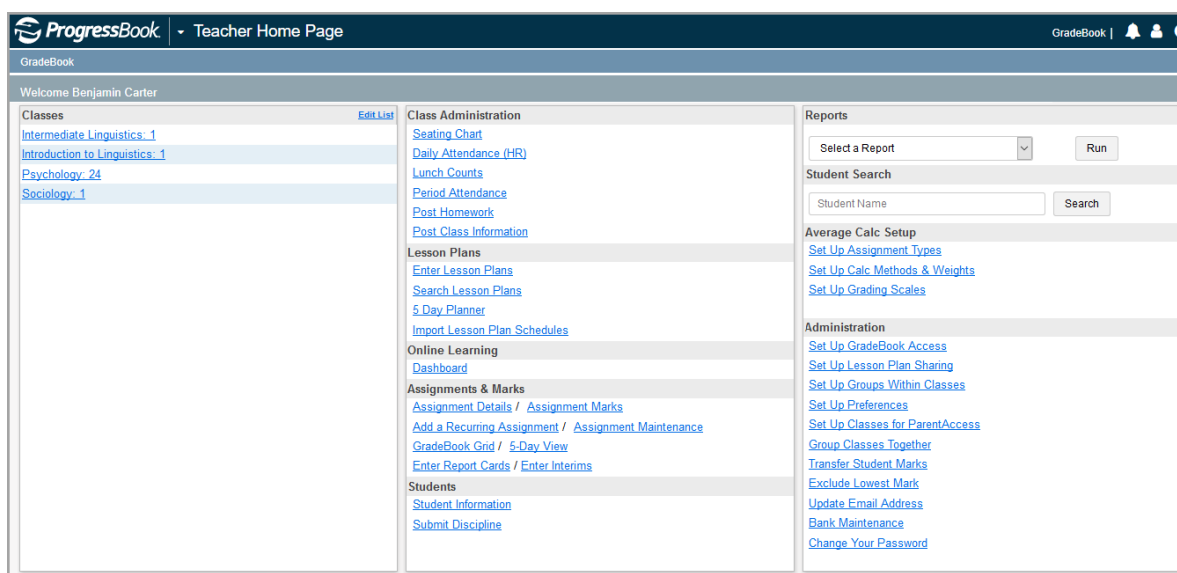 ProgressBook. Teacher Home Page
GradeBook |
GradeBook
Welcome Benjamin Carter
Classes Edit List
Intermediate Linguistics: 1
Introduction to Linguistics: 1
Psychology: 24
Sociology: 1
Class Administration
Seating Chart
Daily Attendance (HR)
Lunch Counts
Period Attendance
Post Homework
Post Class Information
Lesson Plans
Enter Lesson Plans
Search Lesson Plans
5 Day Planner
Import Lesson Plan Schedules
Online Learning
Dashboard
Assignments & Marks
Assignment Details / Assignment Marks
Add a Recurring Assignment / Assignment Maintenance
GradeBook Grid / 5-Day View
Enter Report Cards / Enter Interims
Students
Student Information
Submit Discipline
Reports
Select a Report Run
Student Search
Student Name Search
Average Calc Setup
Set Up Assignment Types
Set Up Calc Methods & Weights
Set Up Grading Scales
Administration
Set Up GradeBook Access
Set Up Lesson Plan Sharing
Set Up Groups Within Classes
Set Up Preferences
Set Up Classes for ParentAccess
Group Classes Together
Transfer Student Marks
Exclude Lowest Mark
Update Email Address
Bank Maintenance
Change Your Password